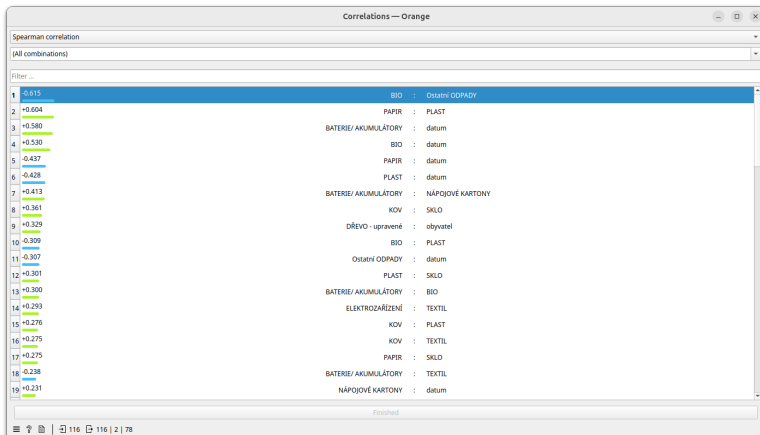 Correlations — Orange
Spearman correlation
(All combinations)
Filter ...
1 -0.615 BIO : Ostatní ODPADY
2 +0.604 PAPIR : PLAST
3 +0.580 BATERIE/ AKUMULÁTORY : datum
4 +0.530 BIO : datum
5 -0.437 PAPIR : datum
6 -0.428 PLAST : datum
7 +0.413 BATERIE/ AKUMULÁTORY : NÁPOJOVÉ KARTONY
8 +0.361 KOV : SKLO
9 +0.329 DŘEVO - upravené : obyvatel
10 -0.309 BIO : PLAST
11 -0.307 Ostatní ODPADY : datum
12 +0.301 PLAST : SKLO
13 +0.300 BATERIE/ AKUMULÁTORY : BIO
14 +0.293 ELEKTROZAŘÍZENÍ : TEXTIL
15 +0.276 KOV : PLAST
16 +0.275 KOV : TEXTIL
17 +0.275 PAPIR : SKLO
18 -0.238 BATERIE/ AKUMULÁTORY : TEXTIL
19 +0.231 NÁPOJOVÉ KARTONY : datum
Finished
116 116 | 2 | 78